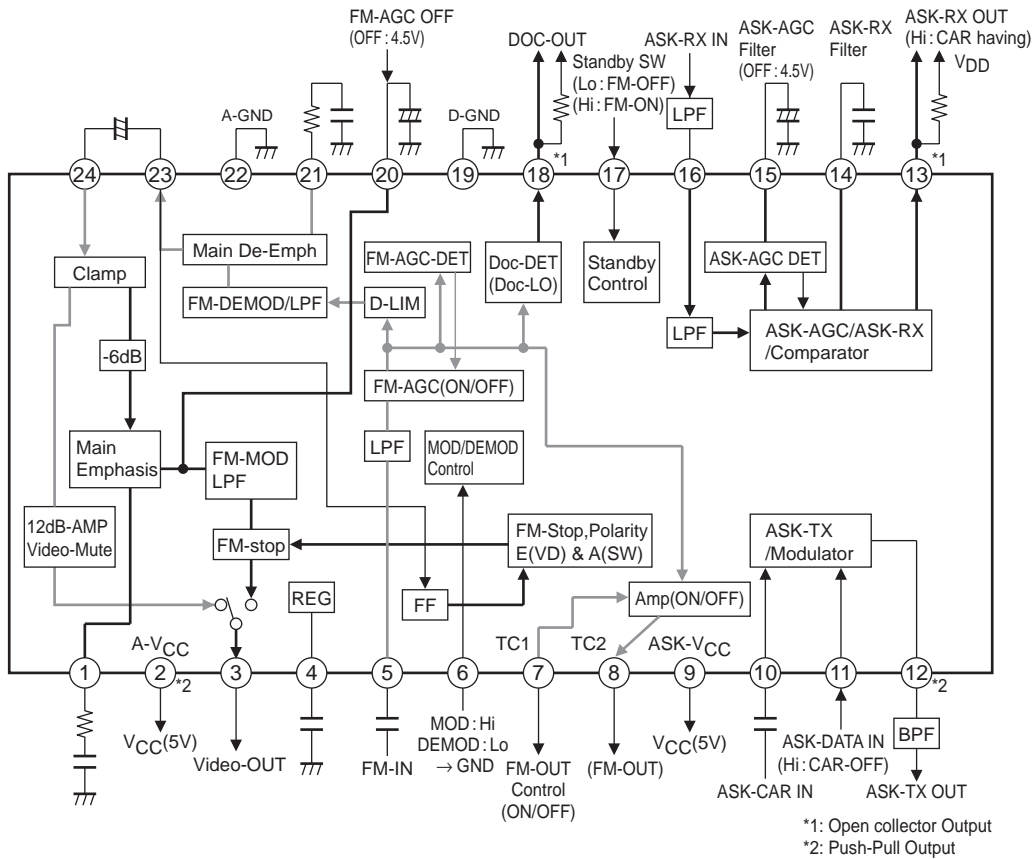 FM-AGC OFF
(OFF : 4.5V)
DOC-OUT
Standby SW
(Lo : FM-OFF)
(Hi : FM-ON)
ASK-RX IN
ASK-AGC
Filter
(OFF : 4.5V)
ASK-RX
Filter
ASK-RX OUT
(Hi : CAR having)
VDD
A-GND
D-GND
LPF
*1
*1
24
23
22
21
20
19
18
17
16
15
14
13
Clamp
Main De-Emph
FM-DEMOD/LPF
FM-AGC-DET
D-LIM
Doc-DET
(Doc-LO)
Standby
Control
ASK-AGC DET
LPF
ASK-AGC/ASK-RX
/Comparator
-6dB
FM-AGC(ON/OFF)
Main
Emphasis
FM-MOD
LPF
LPF
MOD/DEMOD
Control
12dB-AMP
Video-Mute
FM-stop
FM-Stop,Polarity
E(VD) & A(SW)
ASK-TX
/Modulator
REG
FF
Amp(ON/OFF)
A-VCC
TC1
TC2
ASK-VCC
1
2
3
4
5
6
7
8
9
10
11
12
*2
*2
VCC(5V)
Video-OUT
FM-IN
MOD : Hi
DEMOD : Lo
→ GND
FM-OUT
Control
(ON/OFF)
(FM-OUT)
VCC(5V)
ASK-CAR IN
ASK-DATA IN
(Hi : CAR-OFF)
BPF
ASK-TX OUT
*1: Open collector Output
*2: Push-Pull Output